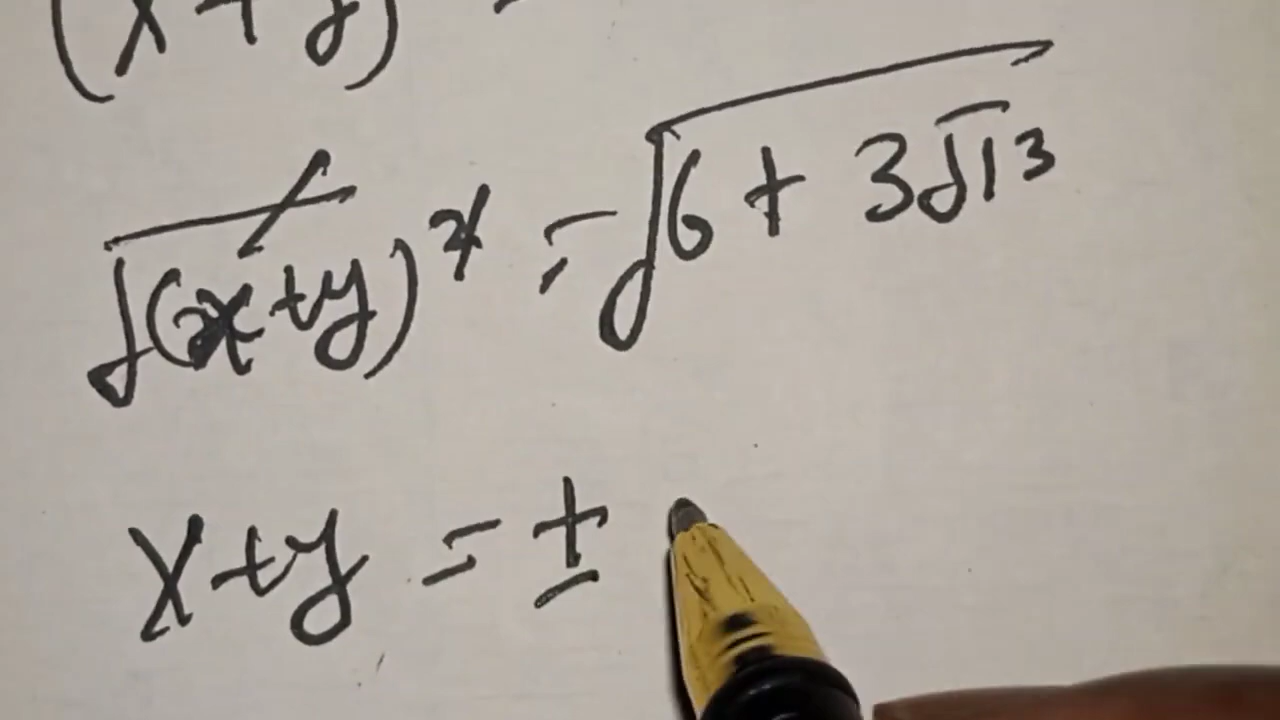 (x+y) -
√(x+y)² = √6 + 3√13
x+y = ±